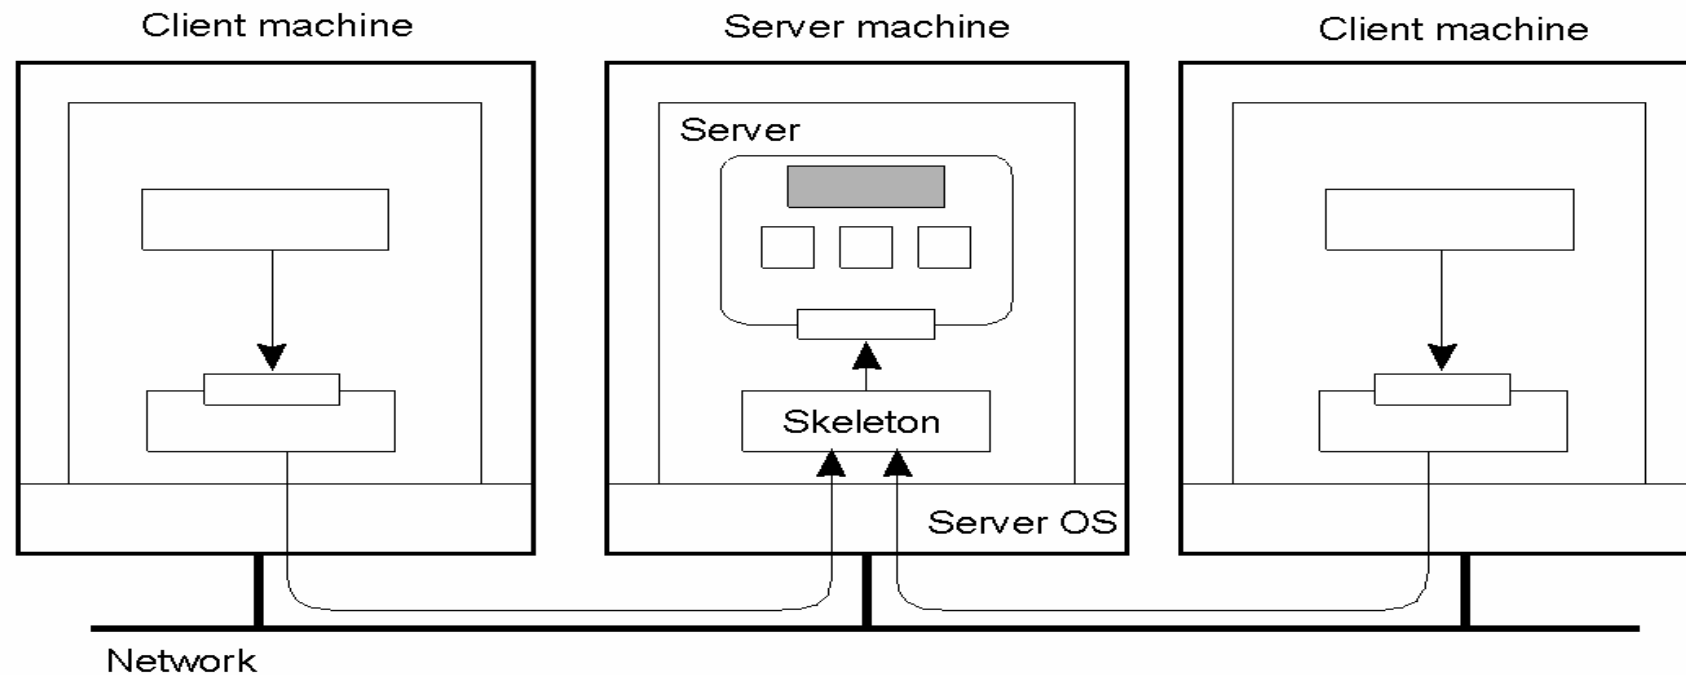 Client machine
Server machine
Client machine
Server
Skeleton
Server OS
Network